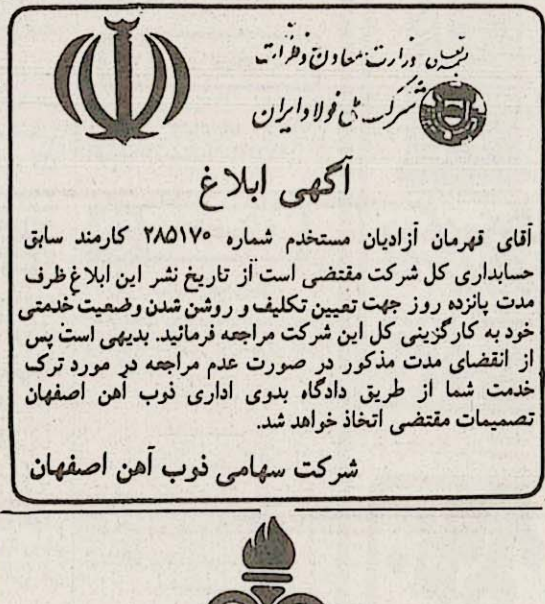 وزارت معادن و فلزات
شرکت ملی فولاد ایران
آگهی ابلاغ
آقای قهرمان آزادیان مستخدم شماره ۲۸۵۱۷۰ کارمند سابق
حسابداری کل شرکت مقتضی است از تاریخ نشر این ابلاغ ظرف
مدت پانزده روز جهت تعیین تکلیف و روشن شدن وضعیت خدمتی
خود به کارگزینی کل این شرکت مراجعه فرمائید. بدیهی است پس
از انقضای مدت مذکور در صورت عدم مراجعه در مورد ترک
خدمت شما از طریق دادگاه بدوی اداری ذوب آهن اصفهان
تصمیمات مقتضی اتخاذ خواهد شد.
شرکت سهامی ذوب آهن اصفهان